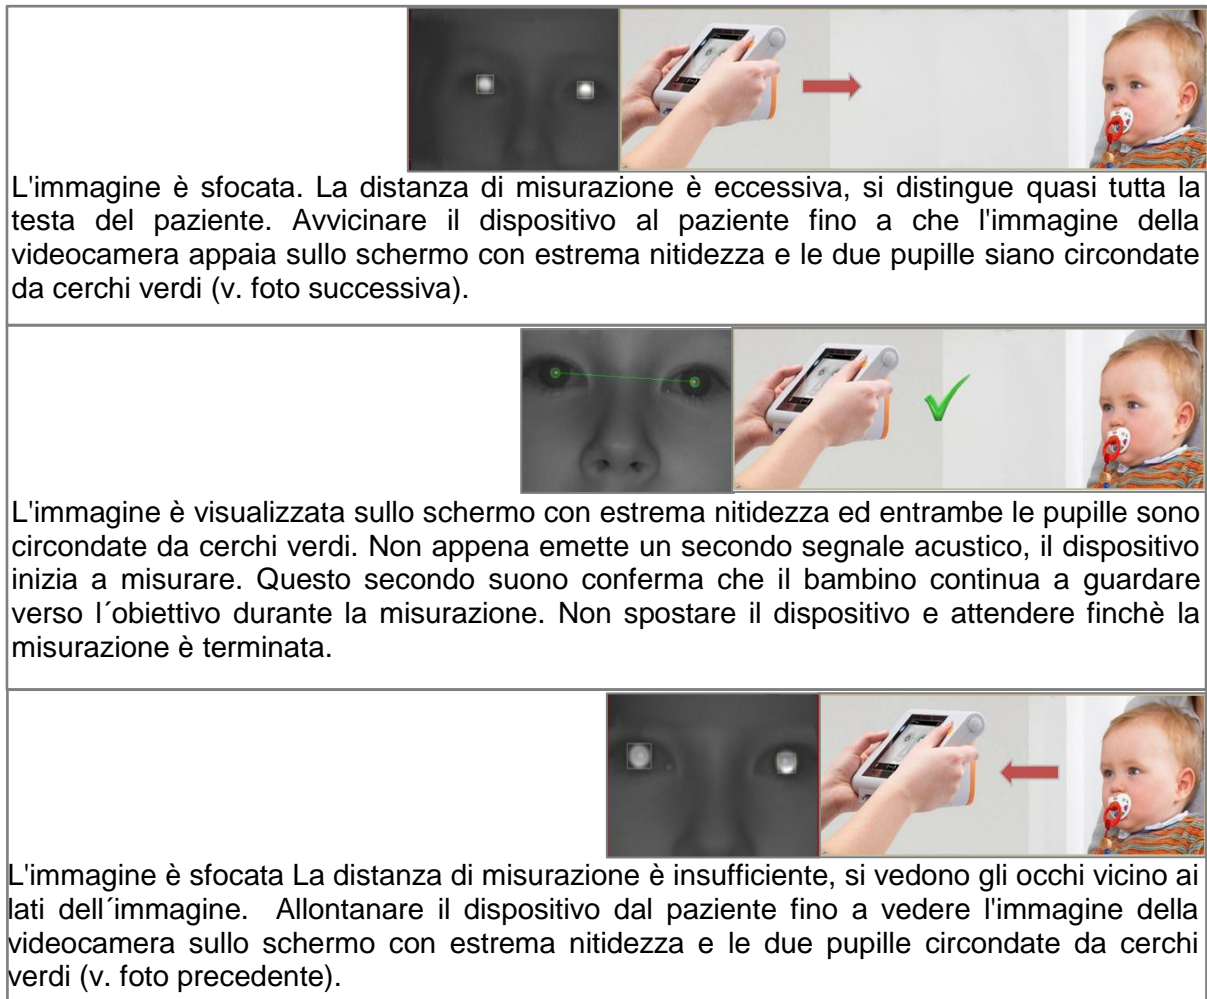 L'immagine è sfocata. La distanza di misurazione è eccessiva, si distingue quasi tutta la
testa del paziente. Avvicinare il dispositivo al paziente fino a che l'immagine della
videocamera appaia sullo schermo con estrema nitidezza e le due pupille siano circondate
da cerchi verdi (v. foto successiva).
L'immagine è visualizzata sullo schermo con estrema nitidezza ed entrambe le pupille sono
circondate da cerchi verdi. Non appena emette un secondo segnale acustico, il dispositivo
inizia a misurare. Questo secondo suono conferma che il bambino continua a guardare
verso l´obiettivo durante la misurazione. Non spostare il dispositivo e attendere finchè la
misurazione è terminata.
L'immagine è sfocata La distanza di misurazione è insufficiente, si vedono gli occhi vicino ai
lati dell´immagine. Allontanare il dispositivo dal paziente fino a vedere l'immagine della
videocamera sullo schermo con estrema nitidezza e le due pupille circondate da cerchi
verdi (v. foto precedente).